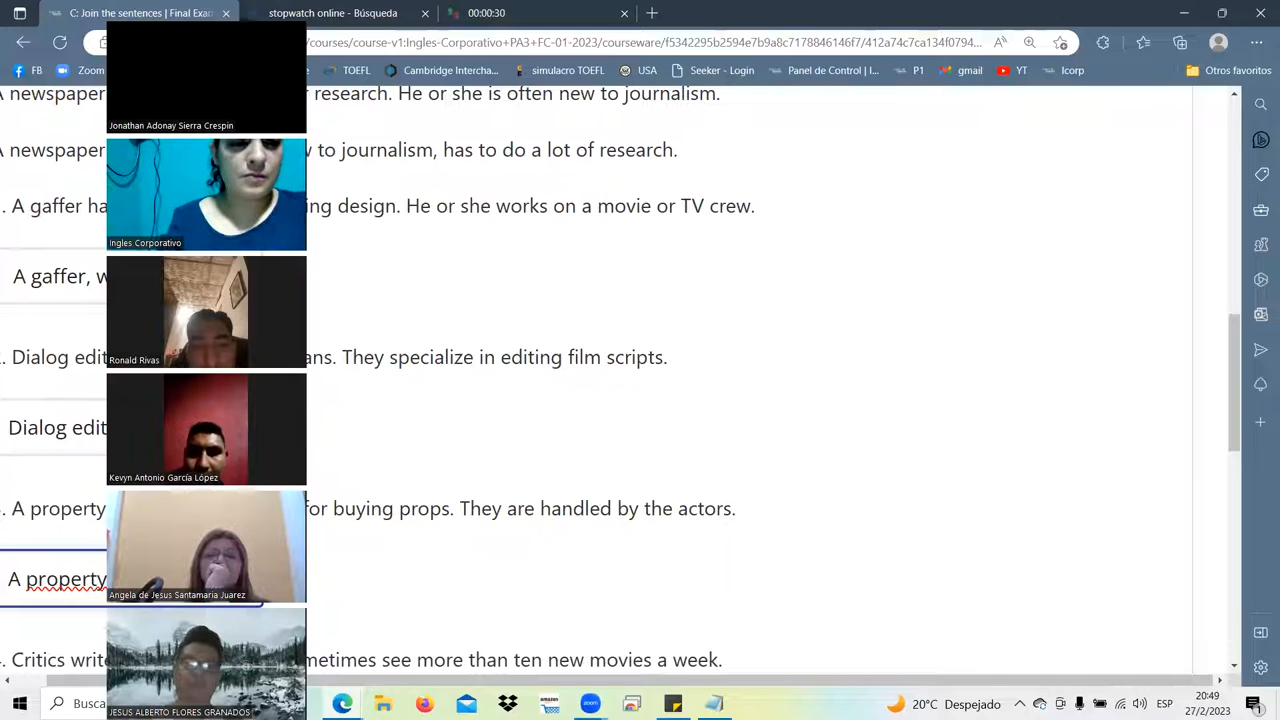 missions: Join the sentences | Final Exar
stopwatch online - Búsqueda
00:00:30
/courses/course-v1:Ingles-Corporativo+PA3+FC-01-2023/courseware/f5342295b2594e7b9a8c7178846146f7/412a74c7ca134f0794...
FB
Zoom
TOEFL
Cambridge Intercha...
simulacro TOEFL
USA
Seeker - Login
Panel de Control | I...
P1
gmail
YT
Icorp
Otros favoritos
A newspaper
r research. He or she is often new to journalism.
Jonathan Adonay Sierra Crespin
A newspaper
w to journalism, has to do a lot of research.
. A gaffer ha
ing design. He or she works on a movie or TV crew.
Ingles Corporativo
A gaffer, w
Ronald Rivas
. Dialog edit
ans. They specialize in editing film scripts.
Dialog edit
Kevyn Antonio García López
. A property
for buying props. They are handled by the actors.
A property
Angela de Jesus Santamaria Juarez
. Critics write
metimes see more than ten new movies a week.
JESUS ALBERTO FLORES GRANADOS
Busca
amazon
zoom
20°C Despejado
ESP
20:49
27/2/2023
1